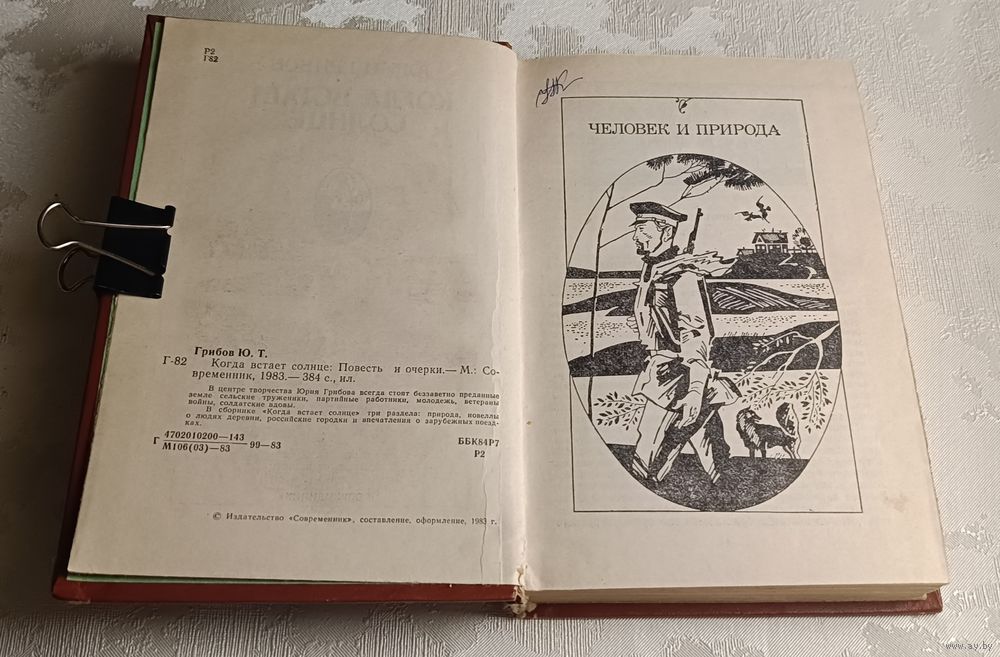 Р2
Г82
Грибов Ю. Т.
Г-82 Когда встает солнце: Повесть и очерки.— М.: Со-
временник, 1983.— 384 с., ил.
В центре творчества Юрия Грибова всегда стоят беззаветно преданные
земле сельские труженики, партийные работники, молодежь, ветераны
войны, солдатские вдовы.
В сборнике «Когда встает солнце» три раздела: природа, новеллы
о людях деревни, российские городки и впечатления о зарубежных поезд-
ках.
Г 4702010200—143
М106(03)—83 99—83
ББК84Р7
Р2
© Издательство «Современник», составление, оформление, 1983 г.
ЧЕЛОВЕК И ПРИРОДА
www.ay.by